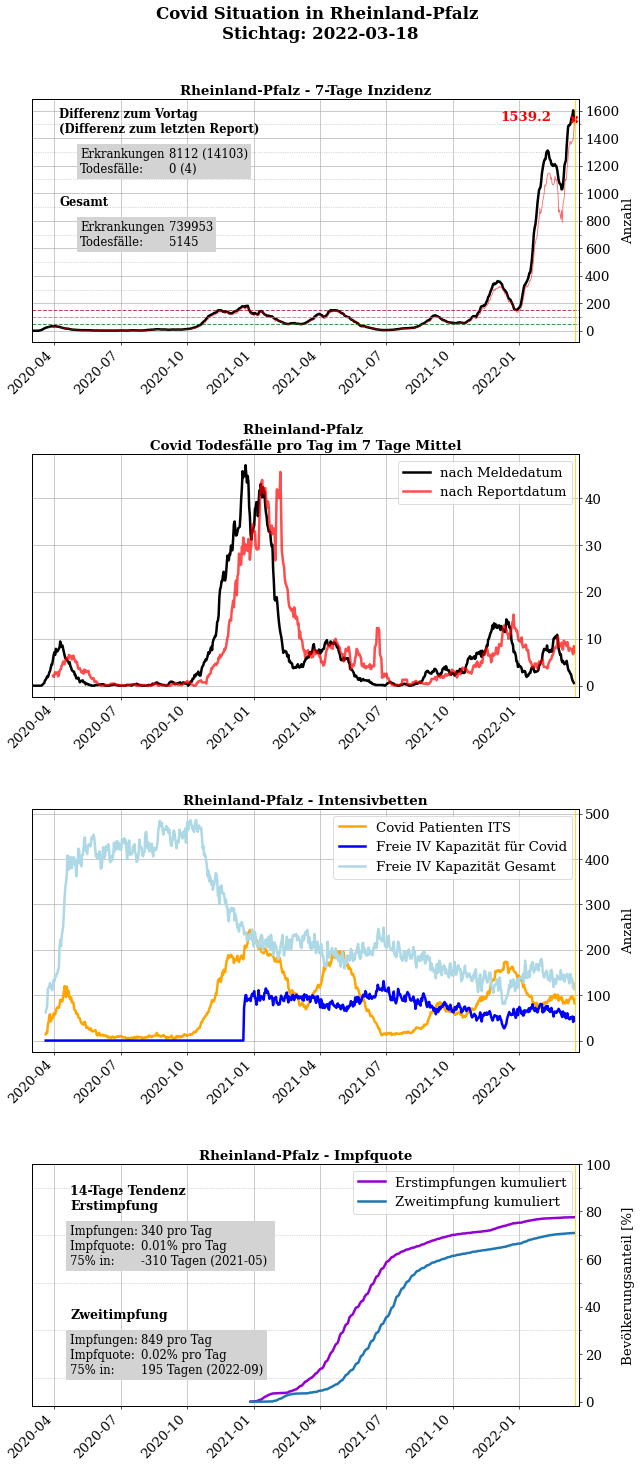 Covid Situation in Rheinland-Pfalz
Stichtag: 2022-03-18
Rheinland-Pfalz - 7-Tage Inzidenz
Differenz zum Vortag
(Differenz zum letzten Report)
Erkrankungen 8112 (14103)
Todesfälle: 0 (4)
Gesamt
Erkrankungen 739953
Todesfälle: 5145
1539.2
1600
1400
1200
1000
800
600
400
200
0
Anzahl
2020-04 2020-07 2020-10 2021-01 2021-04 2021-07 2021-10 2022-01
Rheinland-Pfalz
Covid Todesfälle pro Tag im 7 Tage Mittel
nach Meldedatum
nach Reportdatum
40
30
20
10
0
2020-04 2020-07 2020-10 2021-01 2021-04 2021-07 2021-10 2022-01
Rheinland-Pfalz - Intensivbetten
Covid Patienten ITS
Freie IV Kapazität für Covid
Freie IV Kapazität Gesamt
500
400
300
200
100
0
Anzahl
2020-04 2020-07 2020-10 2021-01 2021-04 2021-07 2021-10 2022-01
Rheinland-Pfalz - Impfquote
14-Tage Tendenz
Erstimpfung
Impfungen: 340 pro Tag
Impfquote: 0.01% pro Tag
75% in: -310 Tagen (2021-05)
Zweitimpfung
Impfungen: 849 pro Tag
Impfquote: 0.02% pro Tag
75% in: 195 Tagen (2022-09)
Erstimpfungen kumuliert
Zweitimpfung kumuliert
100
80
60
40
20
0
Bevölkerungsanteil [%]
2020-04 2020-07 2020-10 2021-01 2021-04 2021-07 2021-10 2022-01